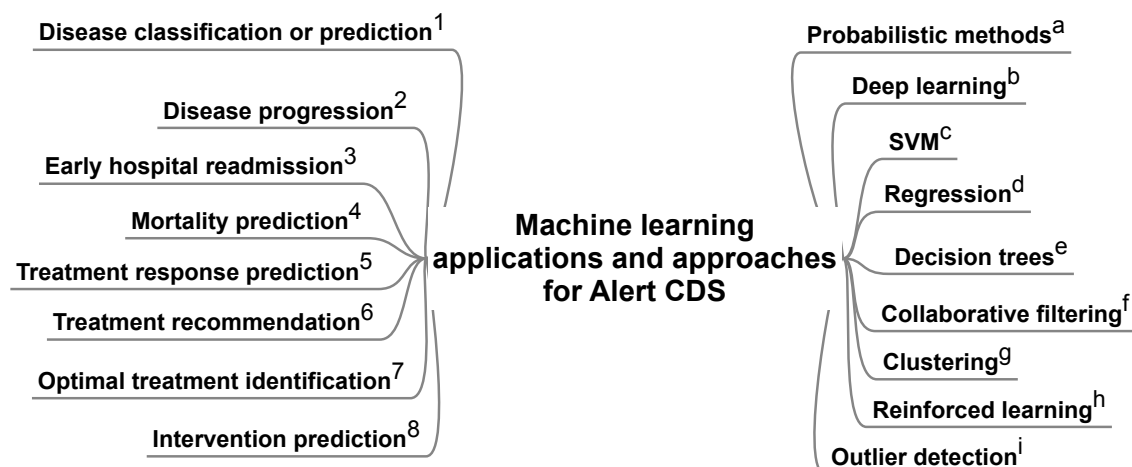 Disease classification or prediction1
Disease progression2
Early hospital readmission3
Mortality prediction4
Treatment response prediction5
Treatment recommendation6
Optimal treatment identification7
Intervention prediction8
Machine learning
applications and approaches
for Alert CDS
Probabilistic methodsa
Deep learningb
SVMc
Regressiond
Decision treese
Collaborative filteringf
Clusteringg
Reinforced learningh
Outlier detectioni